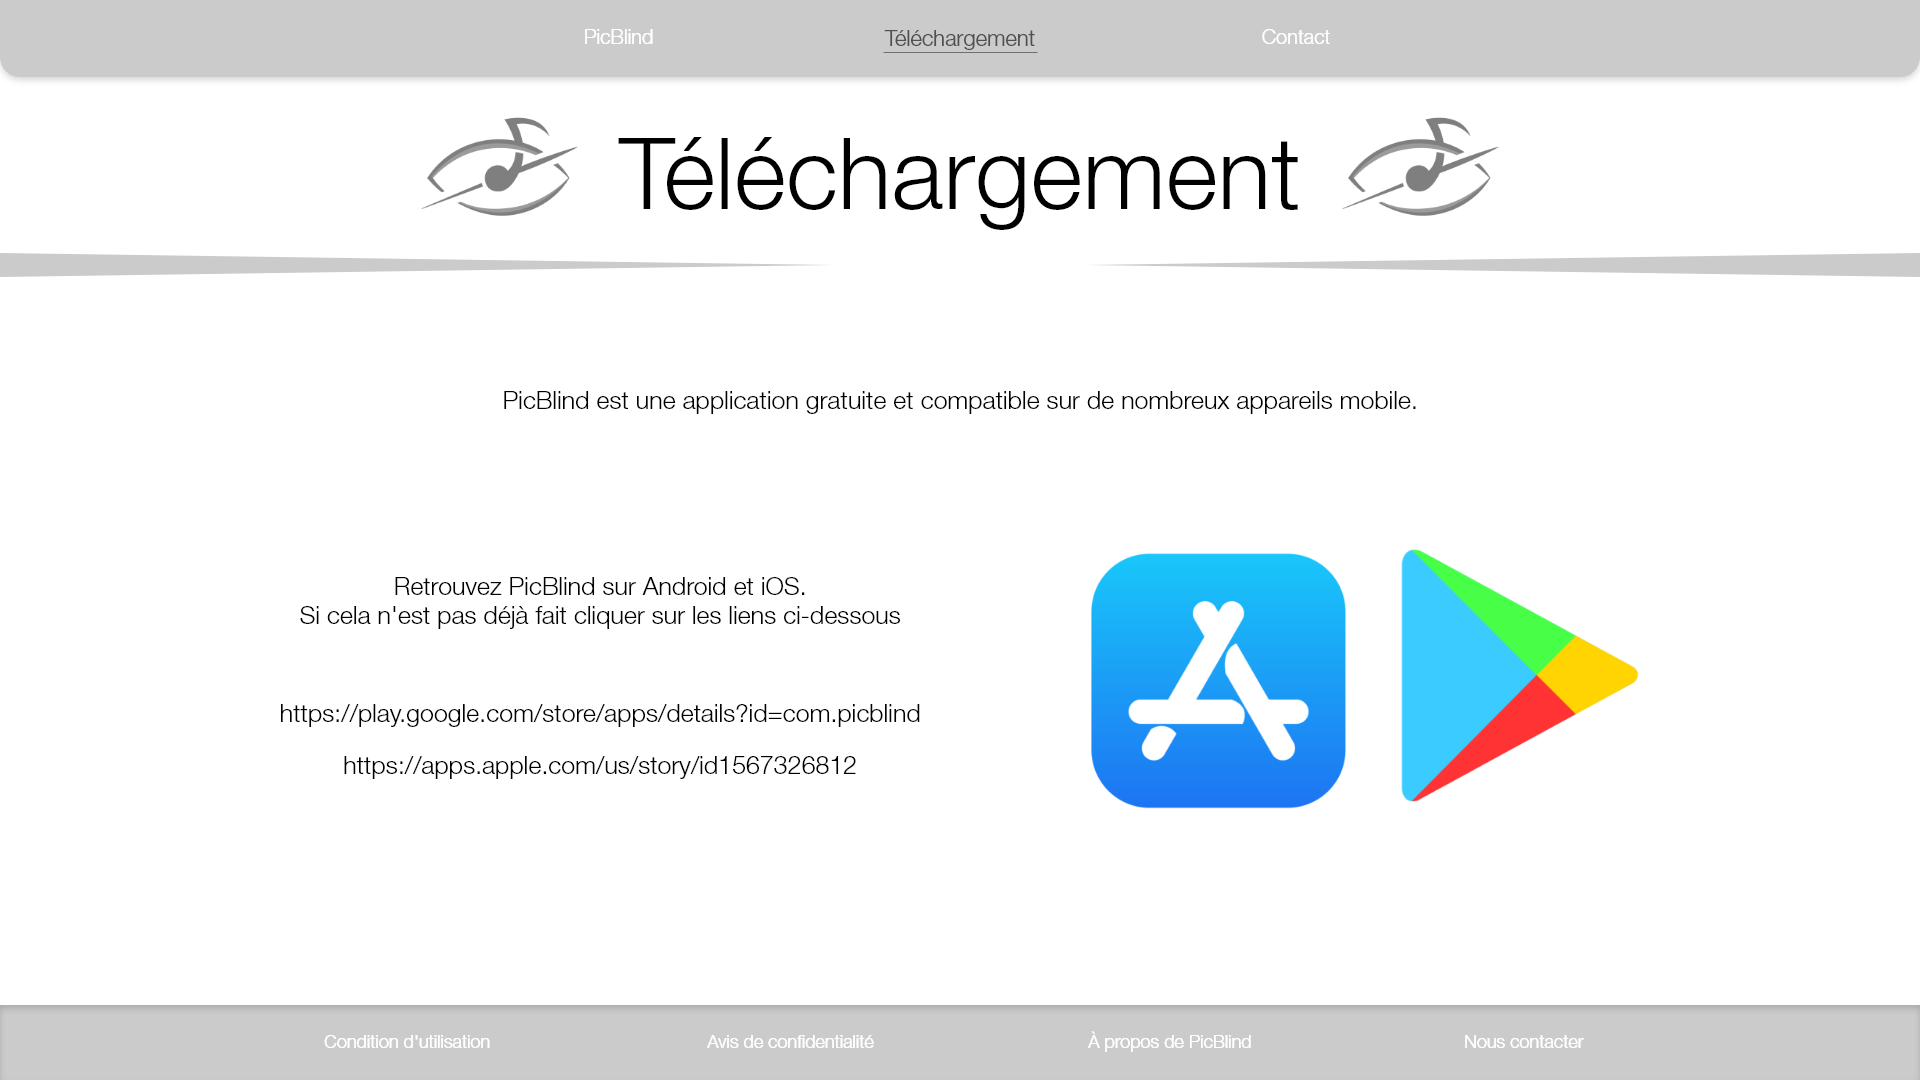 PicBlind
Téléchargement
Contact
Téléchargement
PicBlind est une application gratuite et compatible sur de nombreux appareils mobile.
Retrouvez PicBlind sur Android et iOS.
Si cela n'est pas déjà fait cliquer sur les liens ci-dessous
https://play.google.com/store/apps/details?id=com.picblind
https://apps.apple.com/us/story/id1567326812
Condition d'utilisation
Avis de confidentialité
À propos de PicBlind
Nous contacter